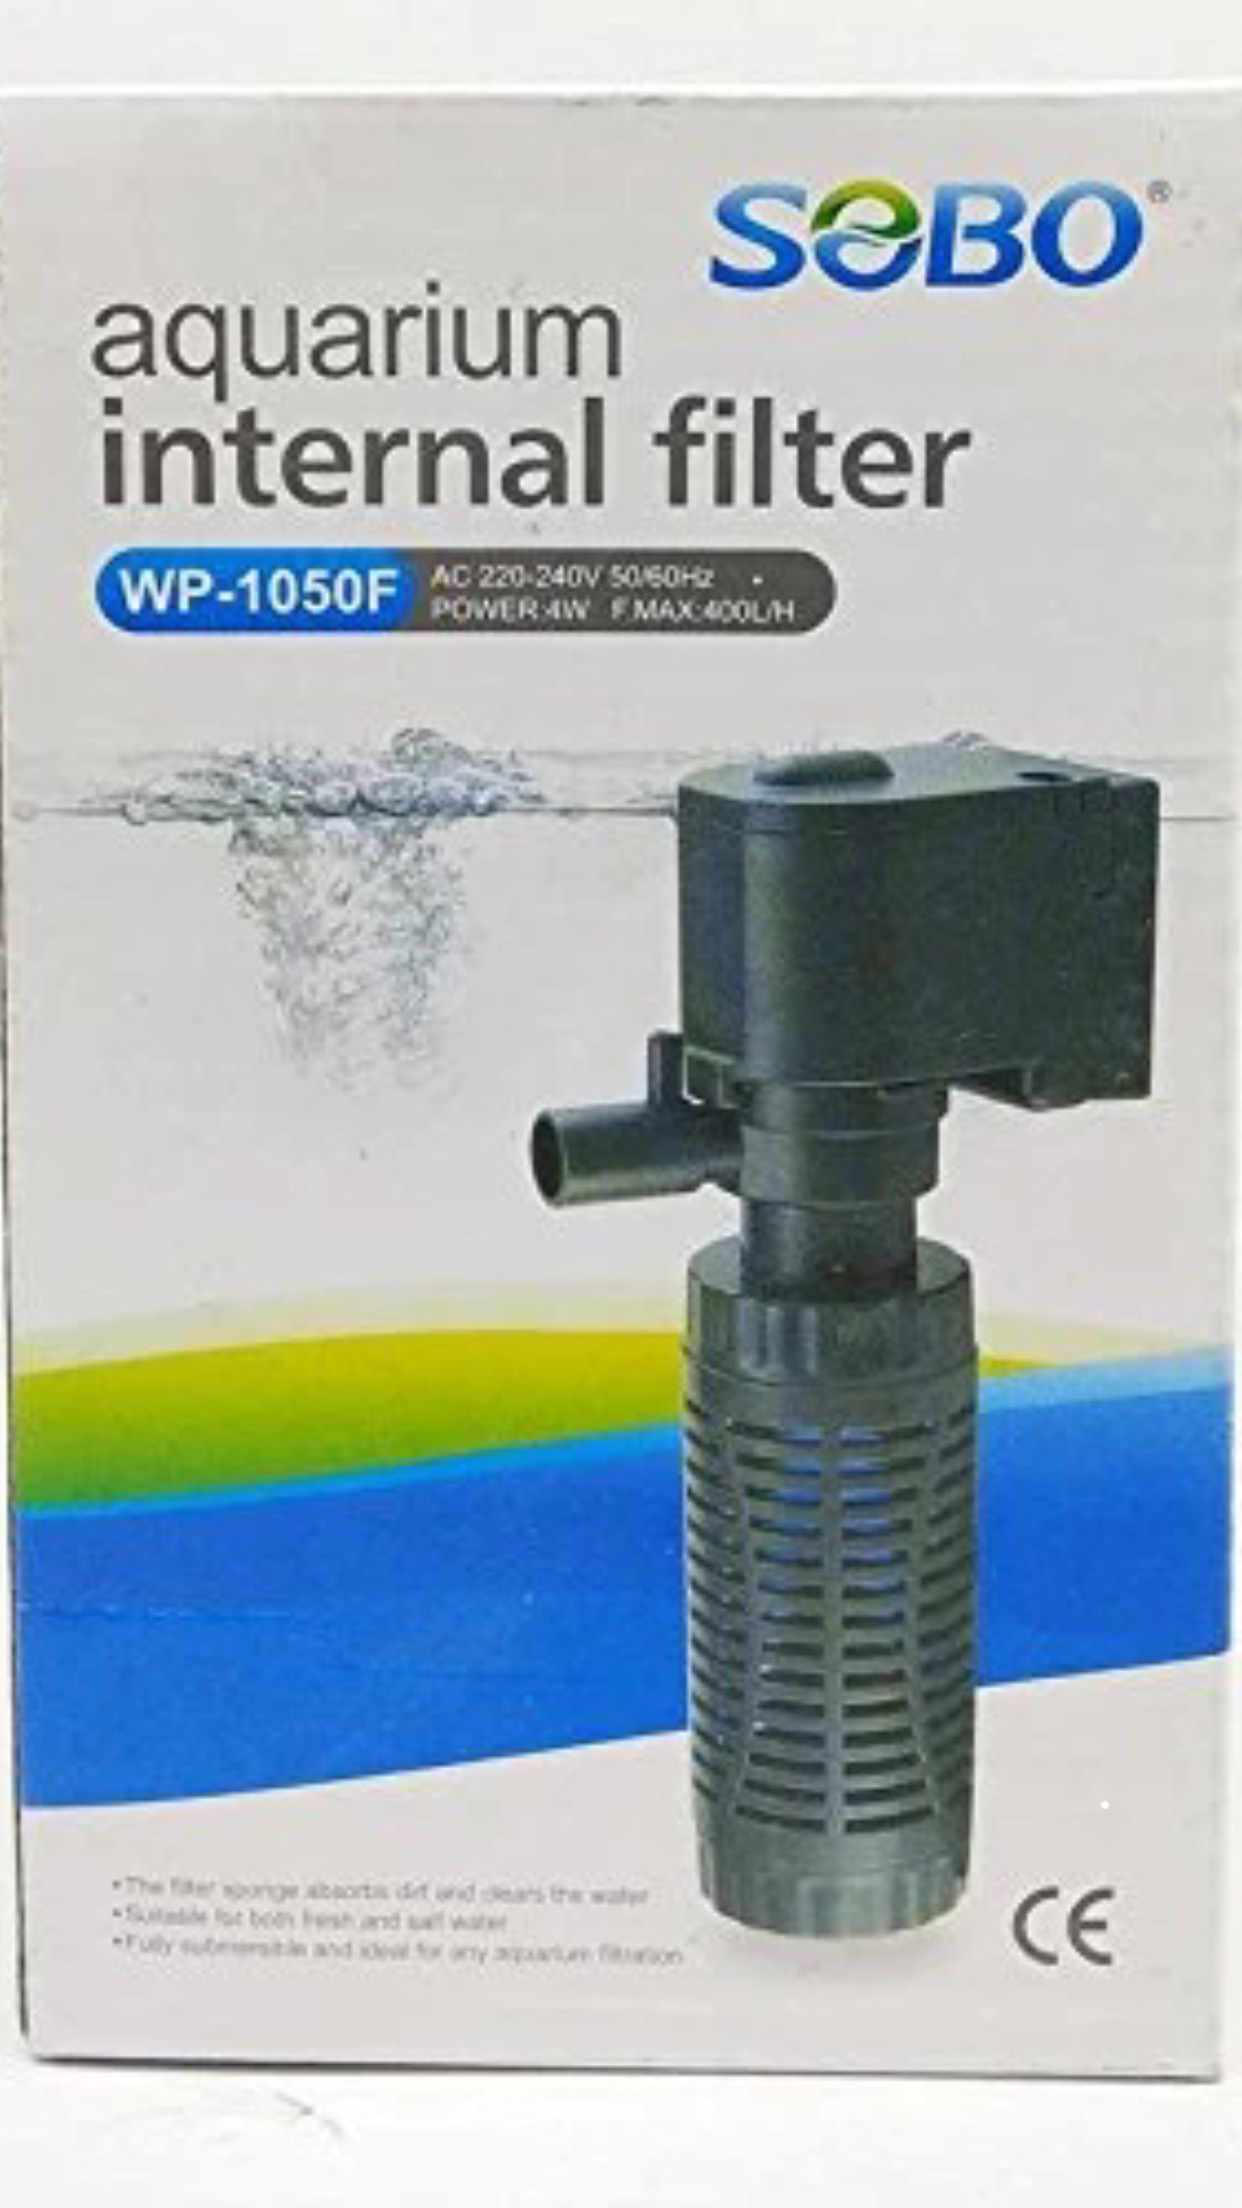 SOBO®
aquarium
internal filter
WP-1050F
AC 220-240V 50/60Hz
POWER:4W F.MAX:400L/H
•The filter sponge absorbs dirt and clears the water
•Suitable for both fresh and salt water
•Fully submersible and ideal for any aquarium filtration
CE